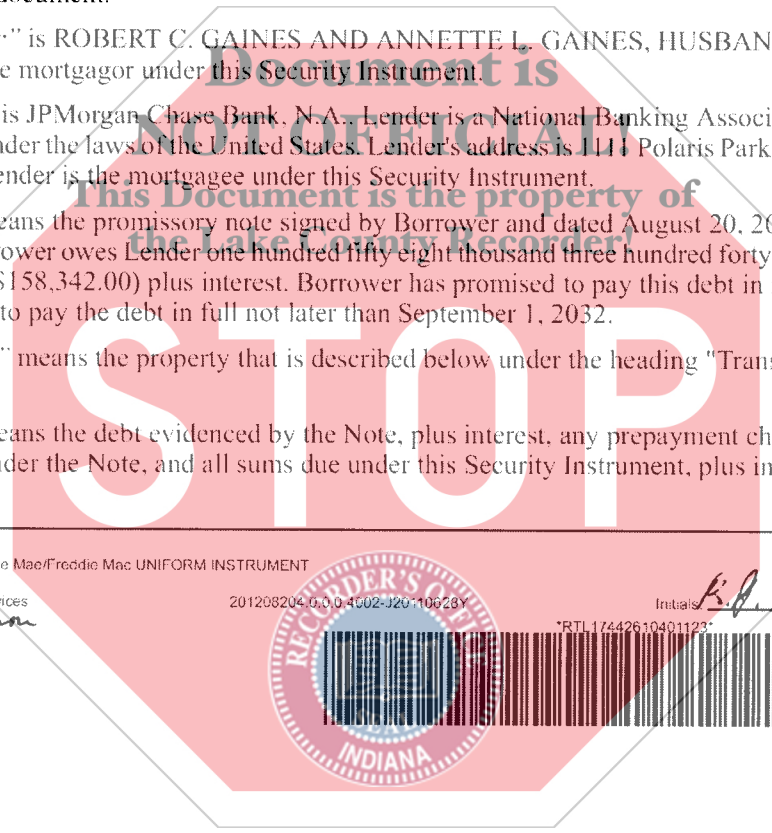 ocument.
" is ROBERT C. GAINES AND ANNETTE L. GAINES, HUSBAN
e mortgagor under this Security Instrument.
Document is
is JPMorgan Chase Bank, N.A.. Lender is a National Banking Associ
NOT OFFICIAL!
nder the laws of the United States. Lender's address is 1111 Polaris Park
ender is the mortgagee under this Security Instrument.
This Document is the property of
eans the promissory note signed by Borrower and dated August 20, 20
the Lake County Recorder!
rower owes Lender one hundred fifty eight thousand three hundred forty
$158,342.00) plus interest. Borrower has promised to pay this debt in
to pay the debt in full not later than September 1, 2032.
" means the property that is described below under the heading "Trans
STOP
eans the debt evidenced by the Note, plus interest, any prepayment ch
nder the Note, and all sums due under this Security Instrument, plus in
e Mae/Freddie Mac UNIFORM INSTRUMENT
vices
201208204.0.0.0.4002-J20110628Y
Initials:
*RTL17442610401123*
RECORDER'S OFFICE
SEAL
INDIANA